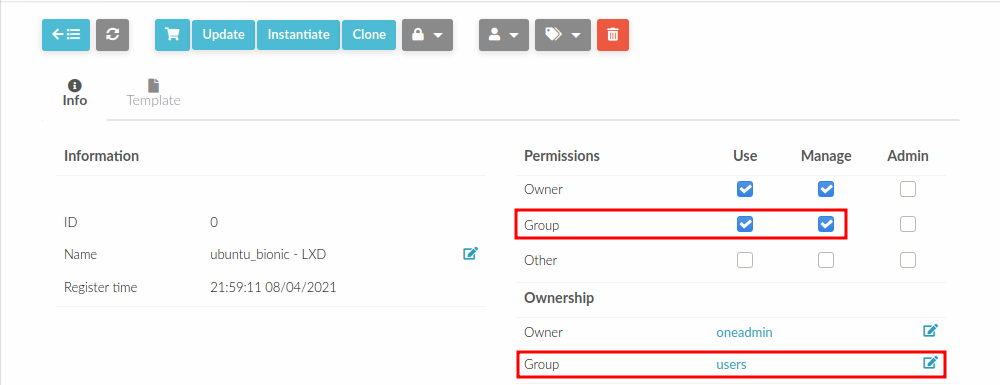 Update Instantiate Clone
Info Template
Information
ID 0
Name ubuntu_bionic - LXD
Register time 21:59:11 08/04/2021
Permissions Use Manage Admin
Owner
Group
Other
Ownership
Owner oneadmin
Group users